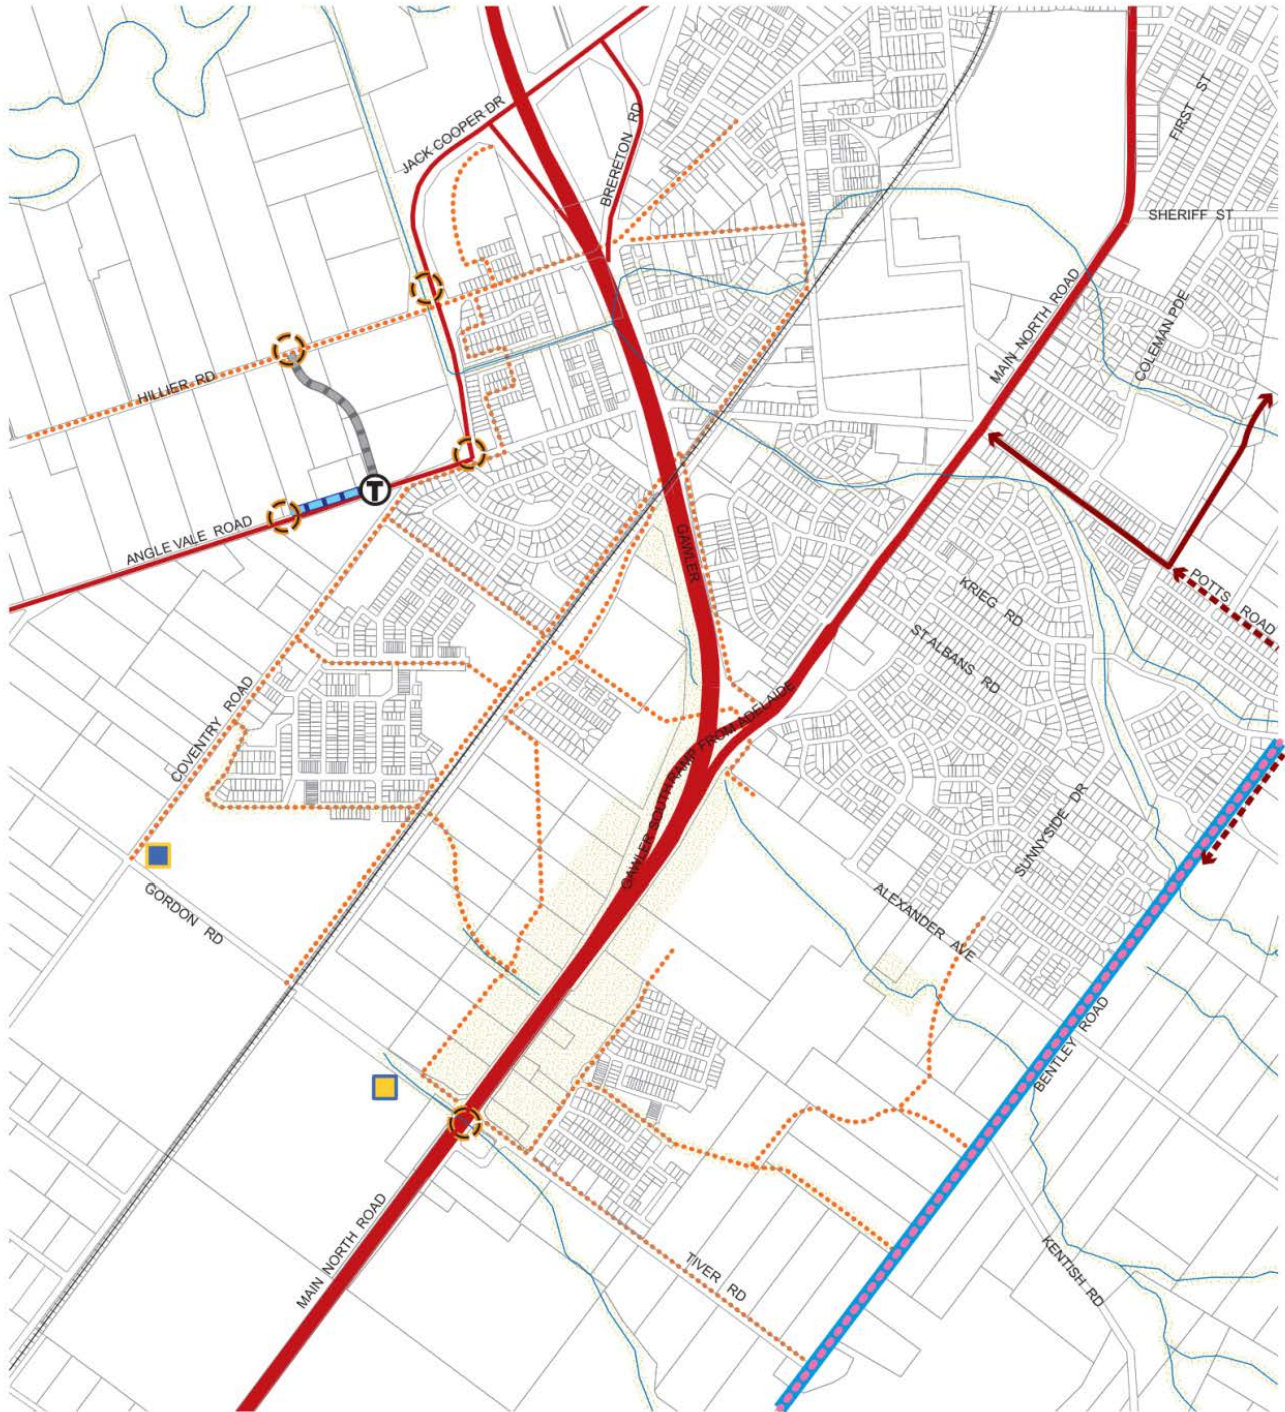 FIRST ST
JACK COOPER DR
BRERETON RD
SHERIFF ST
MAIN NORTH ROAD
COLEMAN PDE
HILLIER RD
T
ANGLE VALE ROAD
GAWLER
POTTS ROAD
KRIEG RD
ST ALBANS RD
COVENTRY ROAD
GAWLER SOUTH RAMP FROM ADELAIDE
SUNNYSIDE DR
GORDON RD
ALEXANDER AVE
BENTLEY ROAD
MAIN NORTH ROAD
TIVER RD
KENTISH RD